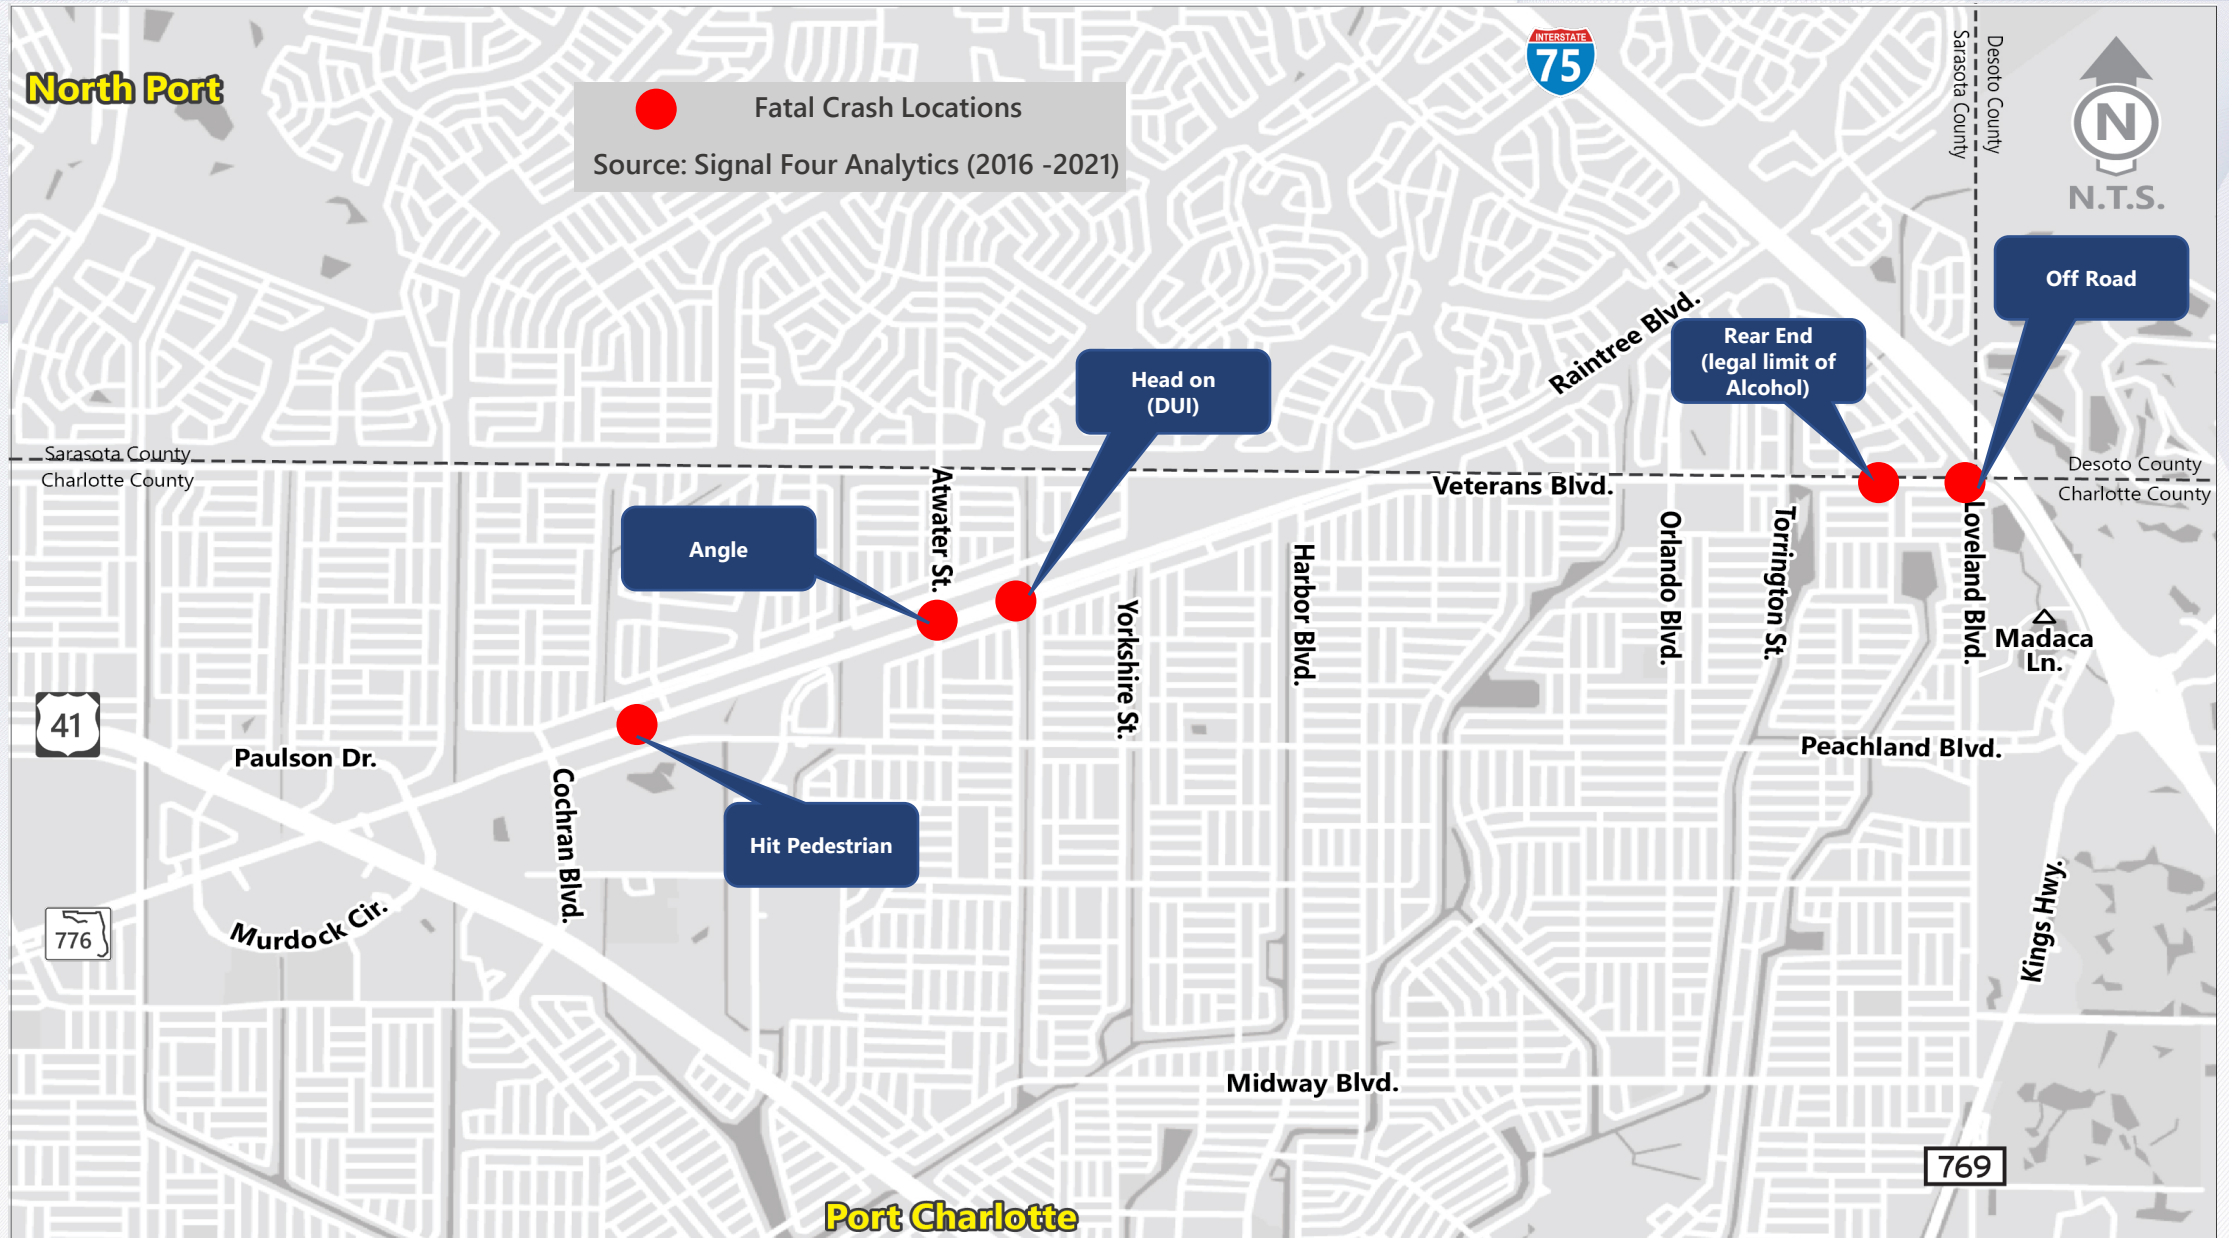 North Port
INTERSTATE
75
Sarasota County
Desoto County
N
N.T.S.
Fatal Crash Locations
Source: Signal Four Analytics (2016 -2021)
Off Road
Raintree Blvd.
Rear End
(legal limit of
Alcohol)
Head on
(DUI)
Sarasota County
Charlotte County
Desoto County
Charlotte County
Veterans Blvd.
Atwater St.
Angle
Yorkshire St.
Harbor Blvd.
Orlando Blvd.
Torrington St.
Loveland Blvd.
Madaca
Ln.
41
Paulson Dr.
Peachland Blvd.
Cochran Blvd.
Hit Pedestrian
776
Murdock Cir.
Kings Hwy.
Midway Blvd.
769
Port Charlotte